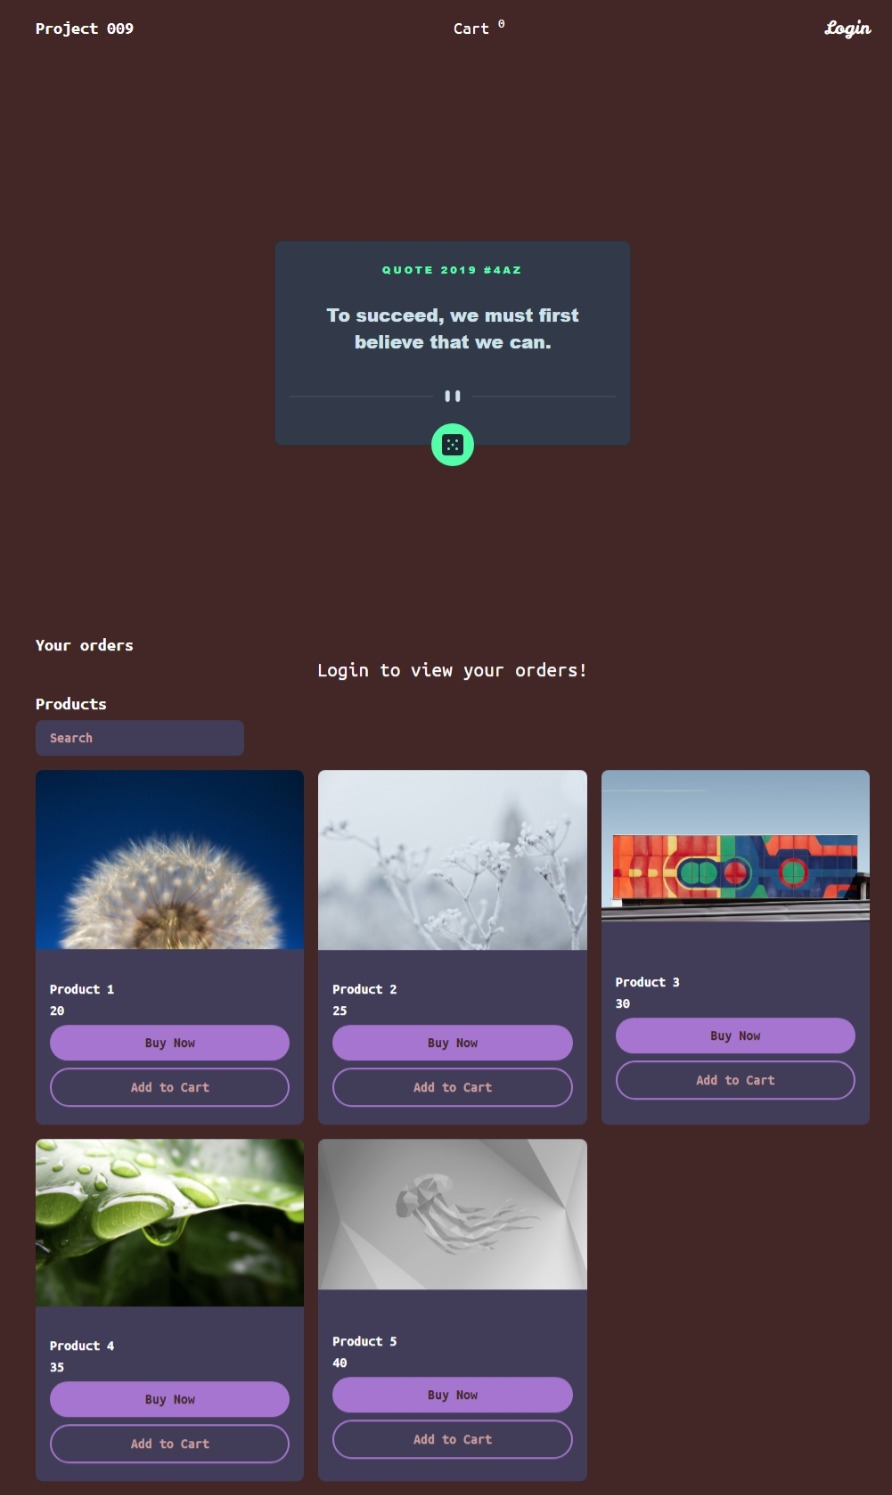 Project 009
Cart 0
Login
QUOTE 2019 #4AZ
To succeed, we must first
believe that we can.
Your orders
Login to view your orders!
Products
Search
Product 1
20
Buy Now
Add to Cart
Product 2
25
Buy Now
Add to Cart
Product 3
30
Buy Now
Add to Cart
Product 4
35
Buy Now
Add to Cart
Product 5
40
Buy Now
Add to Cart